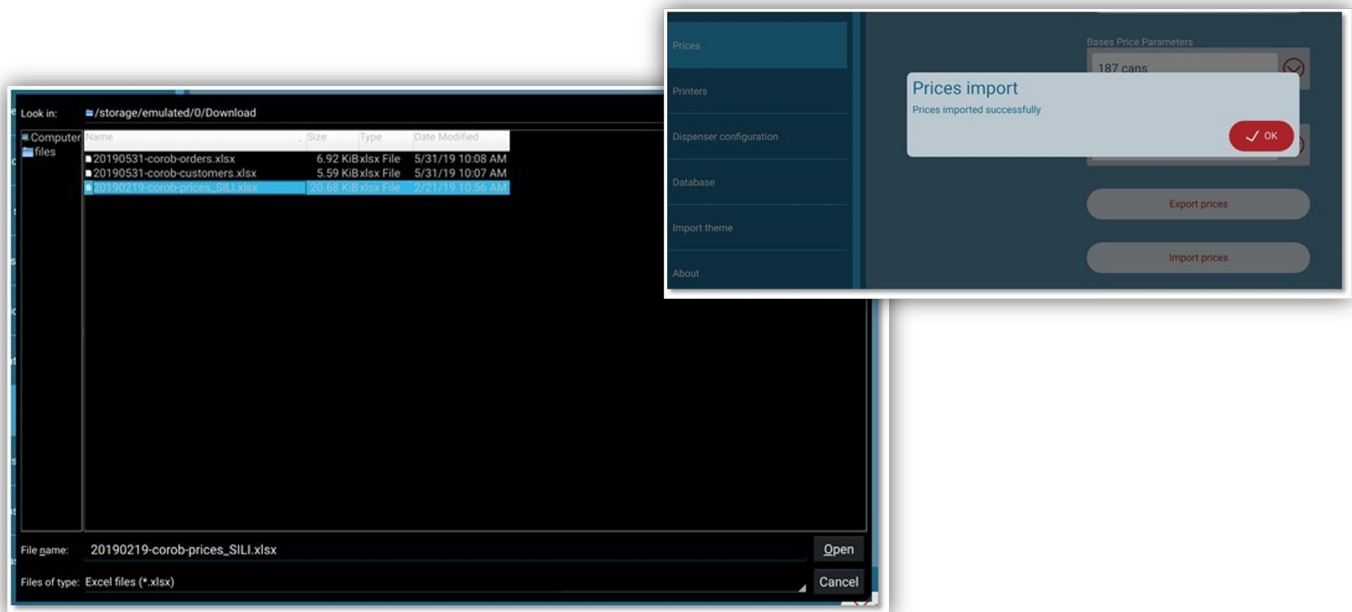 Look in:
/storage/emulated/0/Download
Computer
files
Name Size Type Date Modified
20190531-corob-orders.xlsx 6.92 KiB xlsx File 5/31/19 10:08 AM
20190531-corob-customers.xlsx 5.59 KiB xlsx File 5/31/19 10:07 AM
20190219-corob-prices_SILI.xlsx 20.68 KiB xlsx File 2/21/19 10:56 AM
File name: 20190219-corob-prices_SILI.xlsx
Open
Files of type: Excel files (*.xlsx)
Cancel
Prices
Printers
Dispenser configuration
Database
Import theme
About
Bases Price Parameters
187 cans
Prices import
Prices imported successfully
OK
Export prices
Import prices